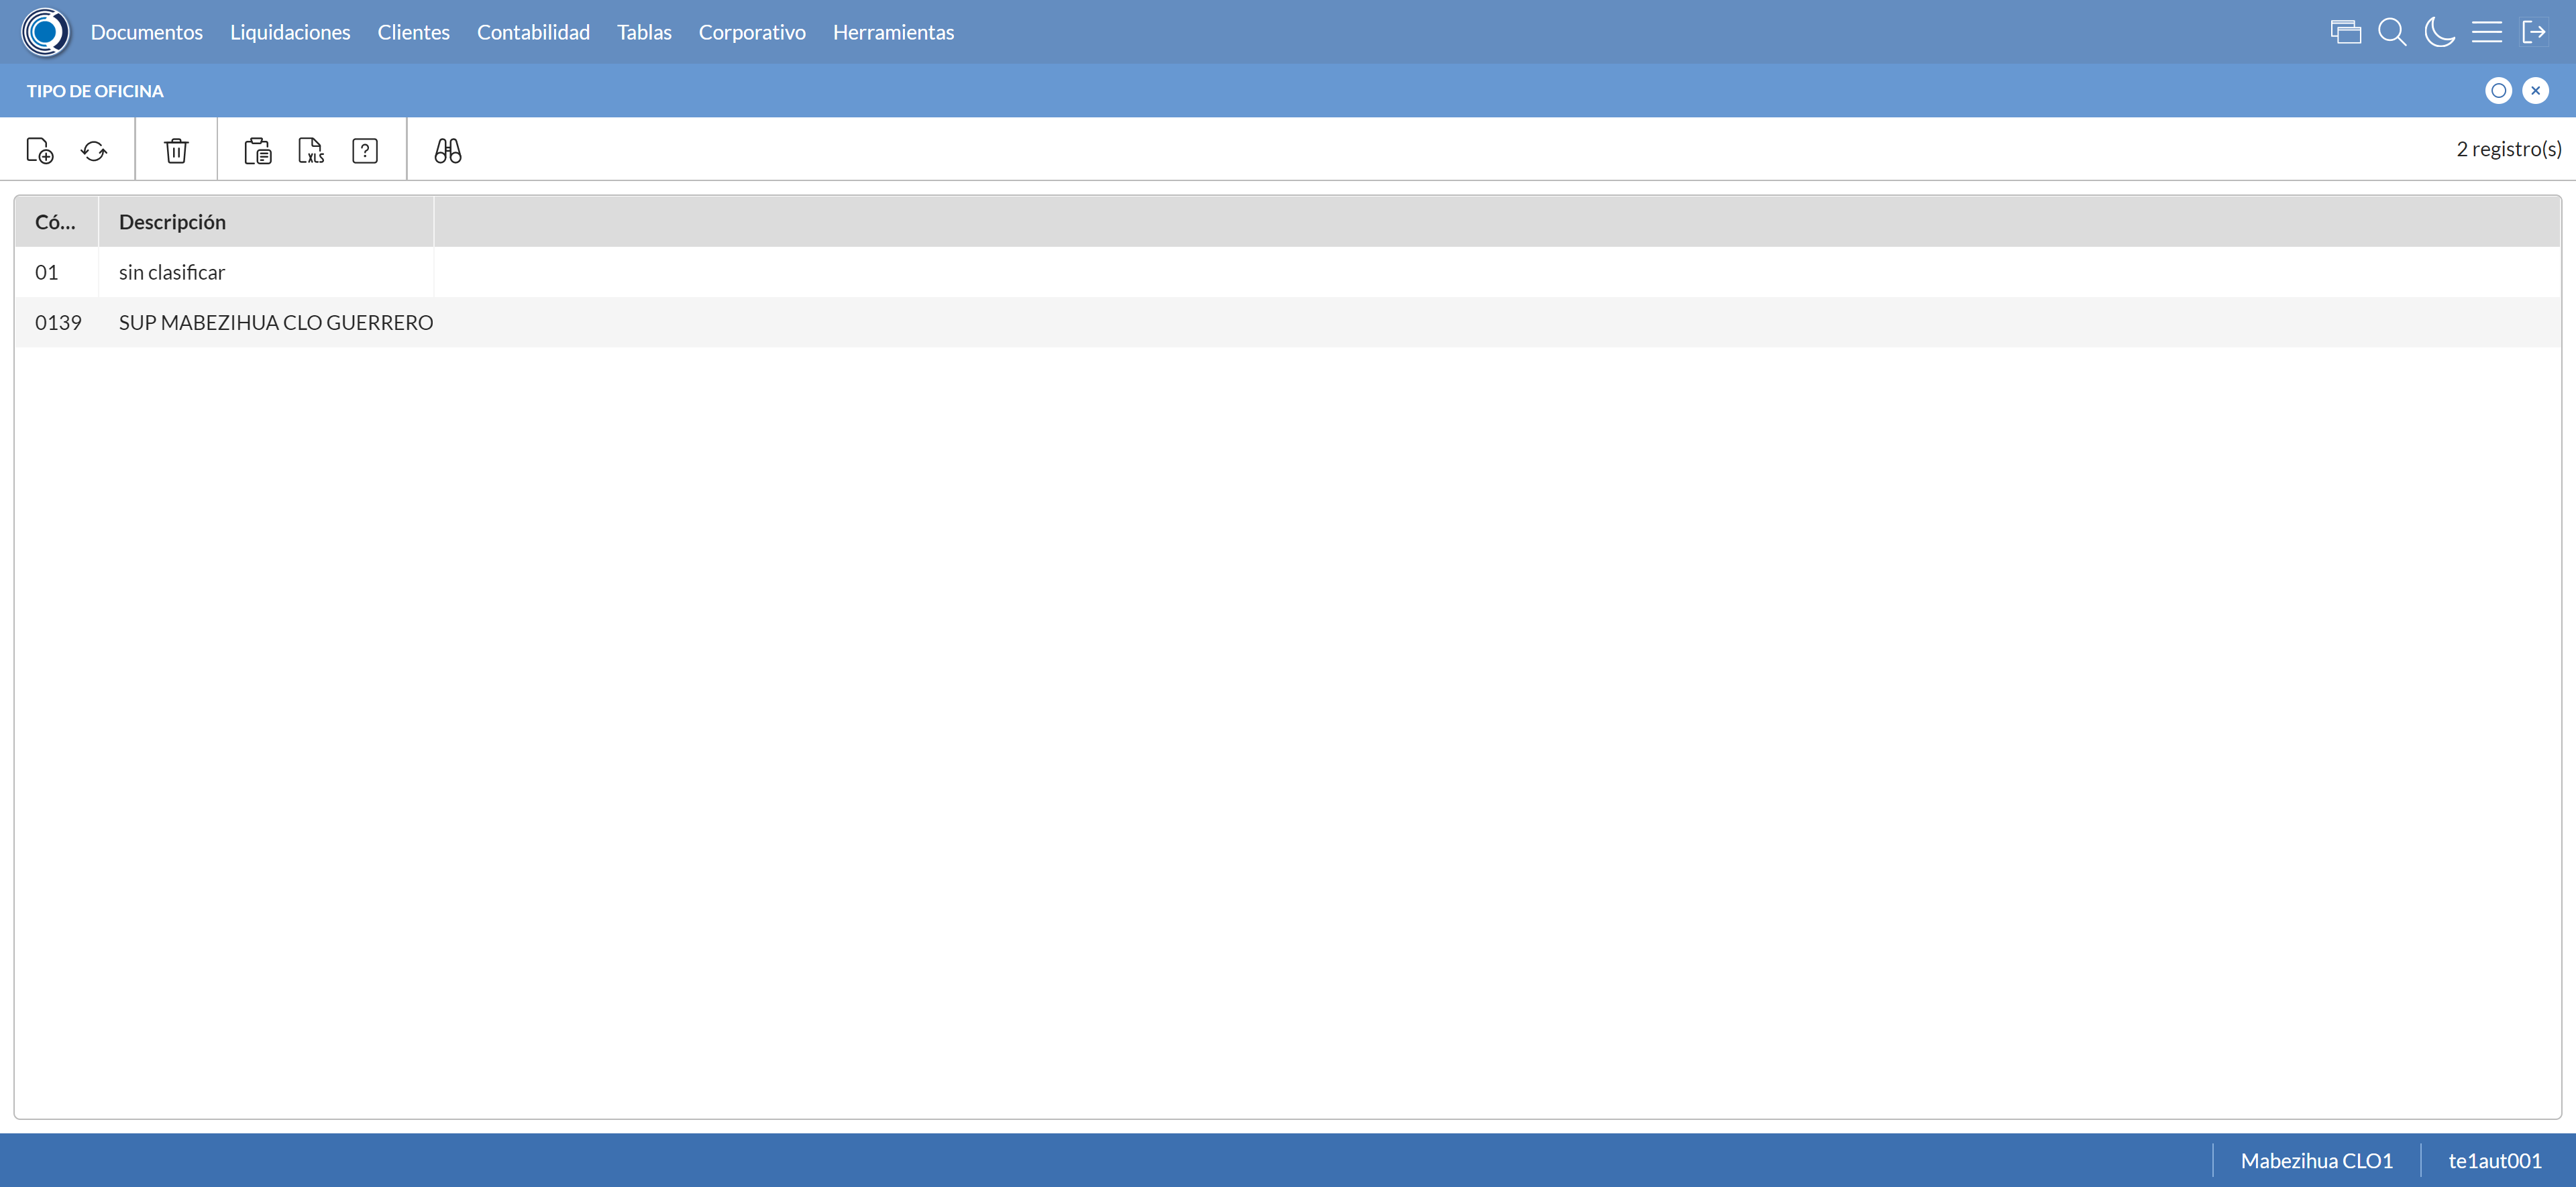 Documentos Liquidaciones Clientes Contabilidad Tablas Corporativo Herramientas
TIPO DE OFICINA
XLS ? 2 registro(s)
Có... Descripción
01 sin clasificar
0139 SUP MABEZIHUA CLO GUERRERO
Mabezihua CLO1 te1aut001